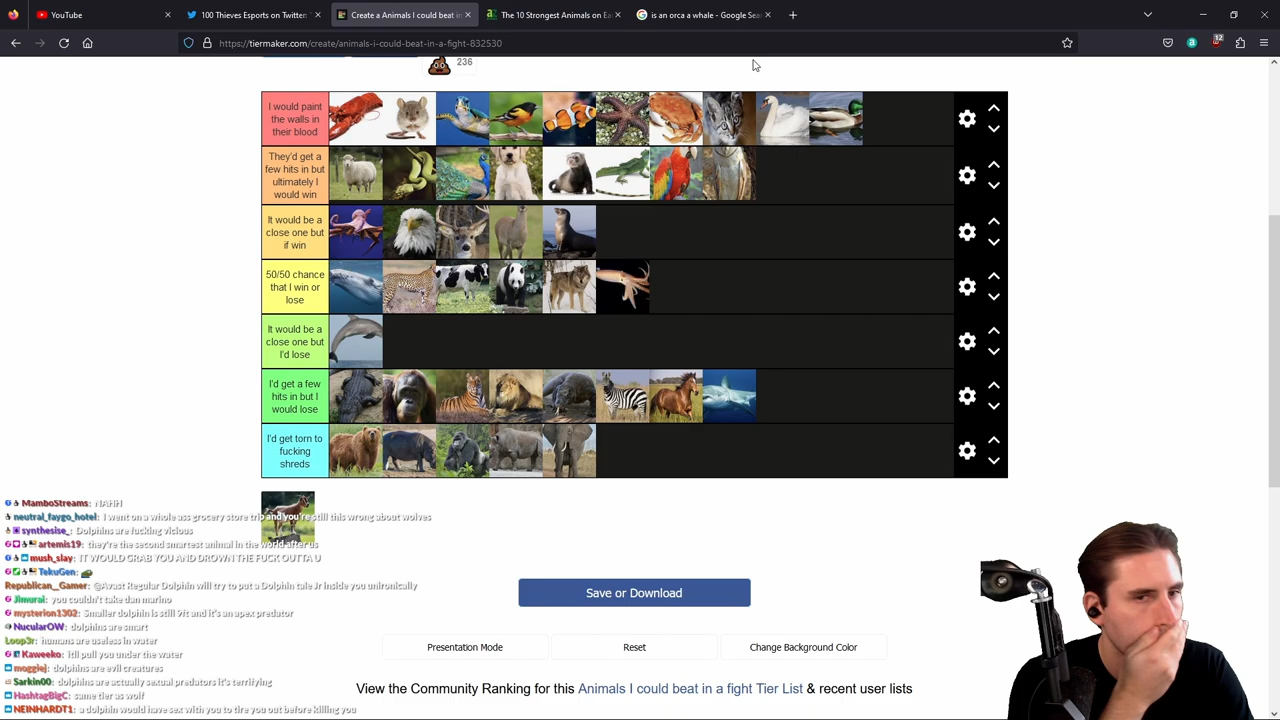 YouTube
100 Thieves Esports on Twitter
Create a Animals I could beat in
The 10 Strongest Animals on Ea
is an orca a whale - Google Sea
https://tiermaker.com/create/animals-i-could-beat-in-a-fight-832530
12
236
I would paint
the walls in
their blood
They'd get a
few hits in but
ultimately I
would win
It would be a
close one but
if win
50/50 chance
that I win or
lose
It would be a
close one but
I'd lose
I'd get a few
hits in but I
would lose
I'd get torn to
fucking
shreds
MamboStreams: NAHH
neutral_faygo_hotel: I went on a whole ass grocery store trip and you're still this wrong about wolves
synthesise_: Dolphins are fucking vicious
artemis19: they're the second smartest animal in the world after us
mush_slay: IT WOULD GRAB YOU AND DROWN THE FUCK OUTTA U
TekuGen:
Republican__Gamer: @Avast Regular Dolphin will try to put a Dolphin tale Jr inside you unironically
Jimurai: you couldn't take dan marino
mysterion1302: Smaller dolphin is still 9ft and it's an apex predator
NucularOW: dolphins are smart
Loop3r: humans are useless in water
Kaweeko: it'll pull you under the water
moggiej: dolphins are evil creatures
Sarkin00: dolphins are actually sexual predators it's terrifying
HashtagBigC: same tier as wolf
NEINHARDT1: a dolphin would have sex with you to tire you out before killing you
Save or Download
Presentation Mode
Reset
Change Background Color
View the Community Ranking for this Animals I could beat in a fight Tier List & recent user lists